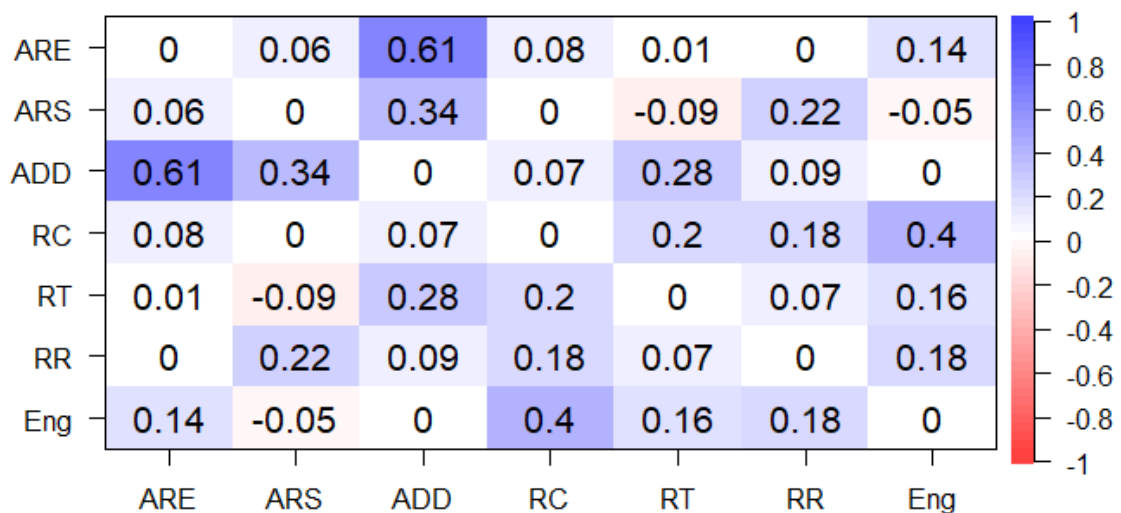 ARE 0 0.06 0.61 0.08 0.01 0 0.14
ARS 0.06 0 0.34 0 -0.09 0.22 -0.05
ADD 0.61 0.34 0 0.07 0.28 0.09 0
RC 0.08 0 0.07 0 0.2 0.18 0.4
RT 0.01 -0.09 0.28 0.2 0 0.07 0.16
RR 0 0.22 0.09 0.18 0.07 0 0.18
Eng 0.14 -0.05 0 0.4 0.16 0.18 0
ARE ARS ADD RC RT RR Eng
1
0.8
0.6
0.4
0.2
0
-0.2
-0.4
-0.6
-0.8
-1